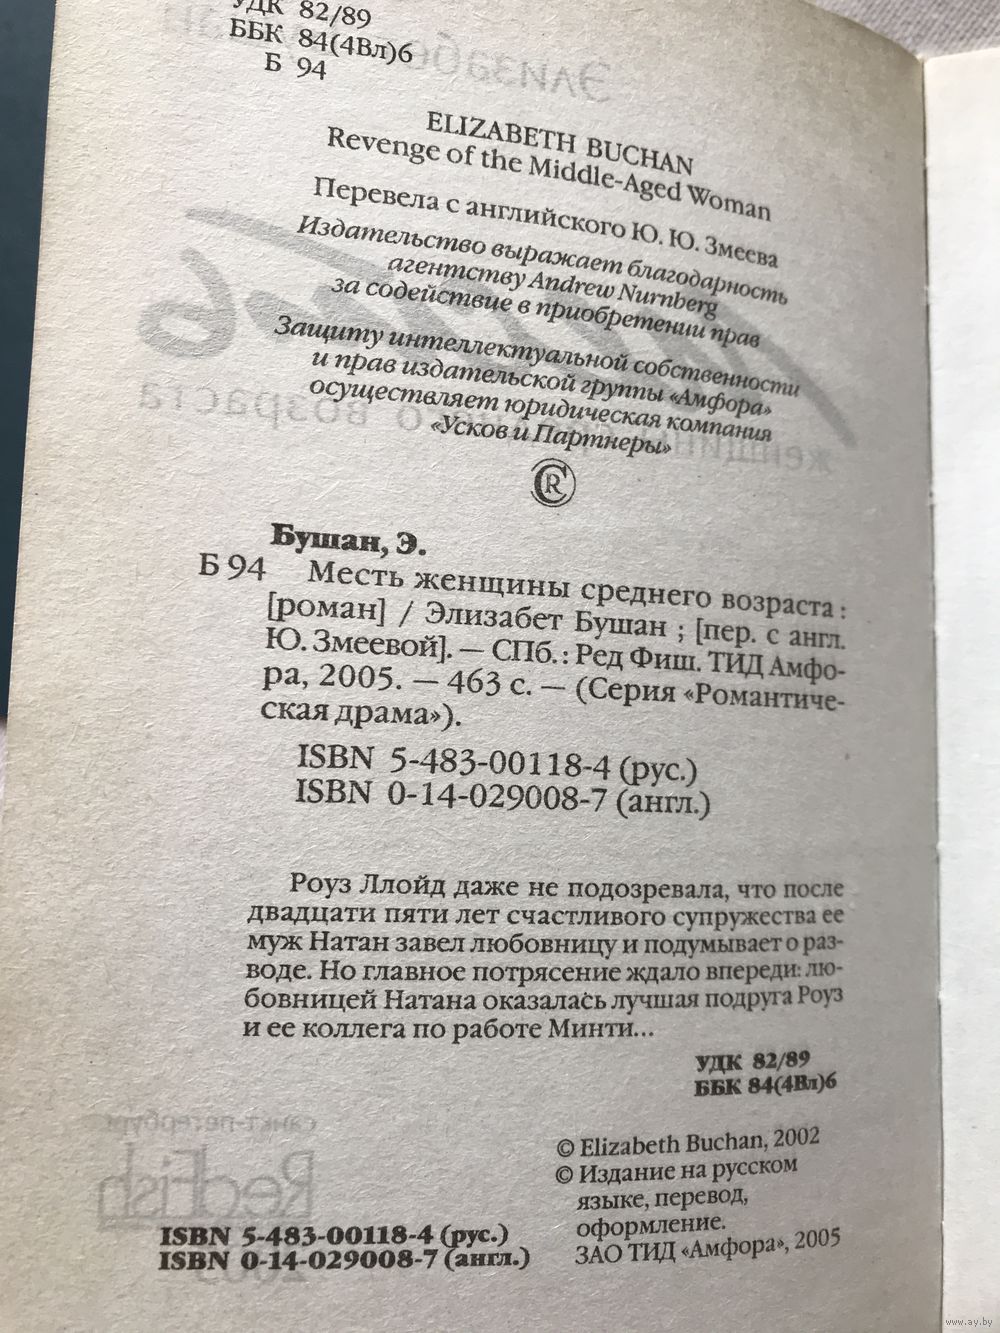 УДК 82/89
ББК 84(4Вл)6
Б 94
ELIZABETH BUCHAN
Revenge of the Middle-Aged Woman
Перевела с английского Ю. Ю. Змеева
Издательство выражает благодарность
агентству Andrew Nurnberg
за содействие в приобретении прав
Защиту интеллектуальной собственности
и прав издательской группы «Амфора»
осуществляет юридическая компания
«Усков и Партнеры»
CR
Бушан, Э.
Б 94 Месть женщины среднего возраста :
[роман] / Элизабет Бушан ; [пер. с англ.
Ю. Змеевой]. — СПб. : Ред Фиш. ТИД Амфо-
ра, 2005. — 463 с. — (Серия «Романтиче-
ская драма»).
ISBN 5-483-00118-4 (рус.)
ISBN 0-14-029008-7 (англ.)
Роуз Ллойд даже не подозревала, что после
двадцати пяти лет счастливого супружества ее
муж Натан завел любовницу и подумывает о раз-
воде. Но главное потрясение ждало впереди: лю-
бовницей Натана оказалась лучшая подруга Роуз
и ее коллега по работе Минти...
УДК 82/89
ББК 84(4Вл)6
© Elizabeth Buchan, 2002
© Издание на русском
языке, перевод,
оформление.
ЗАО ТИД «Амфора», 2005
ISBN 5-483-00118-4 (рус.)
ISBN 0-14-029008-7 (англ.)
www.ay.by